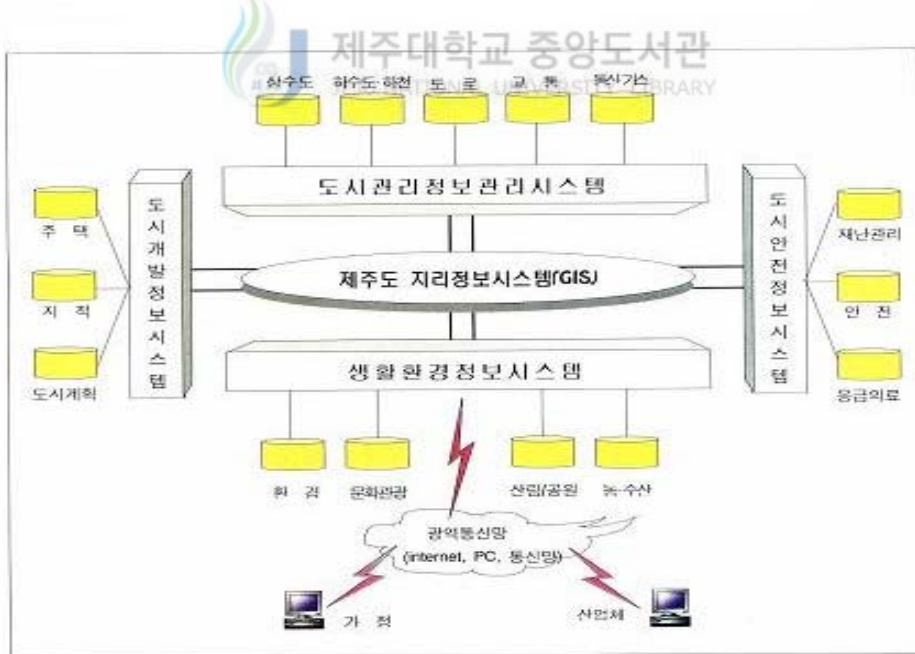 제주대학교 중앙도서관
JEJU NATIONAL UNIVERSITY LIBRARY
상수도 하수도·하천 도 로 교 통 통신가스
도시관리정보관리시스템
도시개발정보시스템
주 택
지 적
도시계획
제주도 지리정보시스템(GIS)
도시안전정보시스템
재난관리
안 전
응급의료
생활환경정보시스템
환 경 문화관광 산림/공원 농·수산
광역통신망
(internet, PC, 통신망)
가 정 산업체